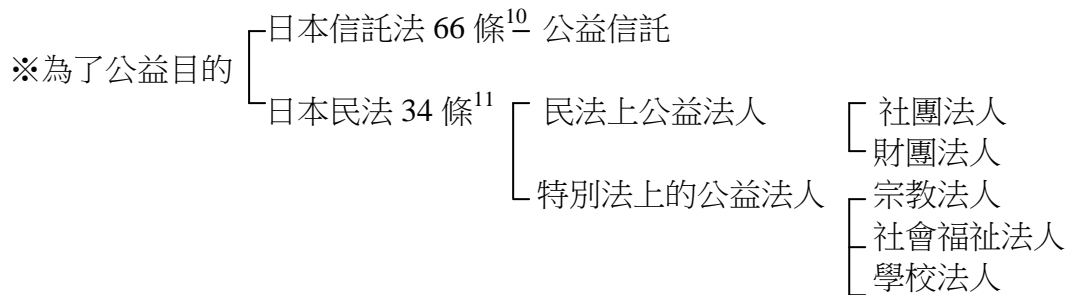 日本信託法 66 條10 公益信託
※為了公益目的
日本民法 34 條11 民法上公益法人 社團法人
財團法人
特別法上的公益法人 宗教法人
社會福祉法人
學校法人